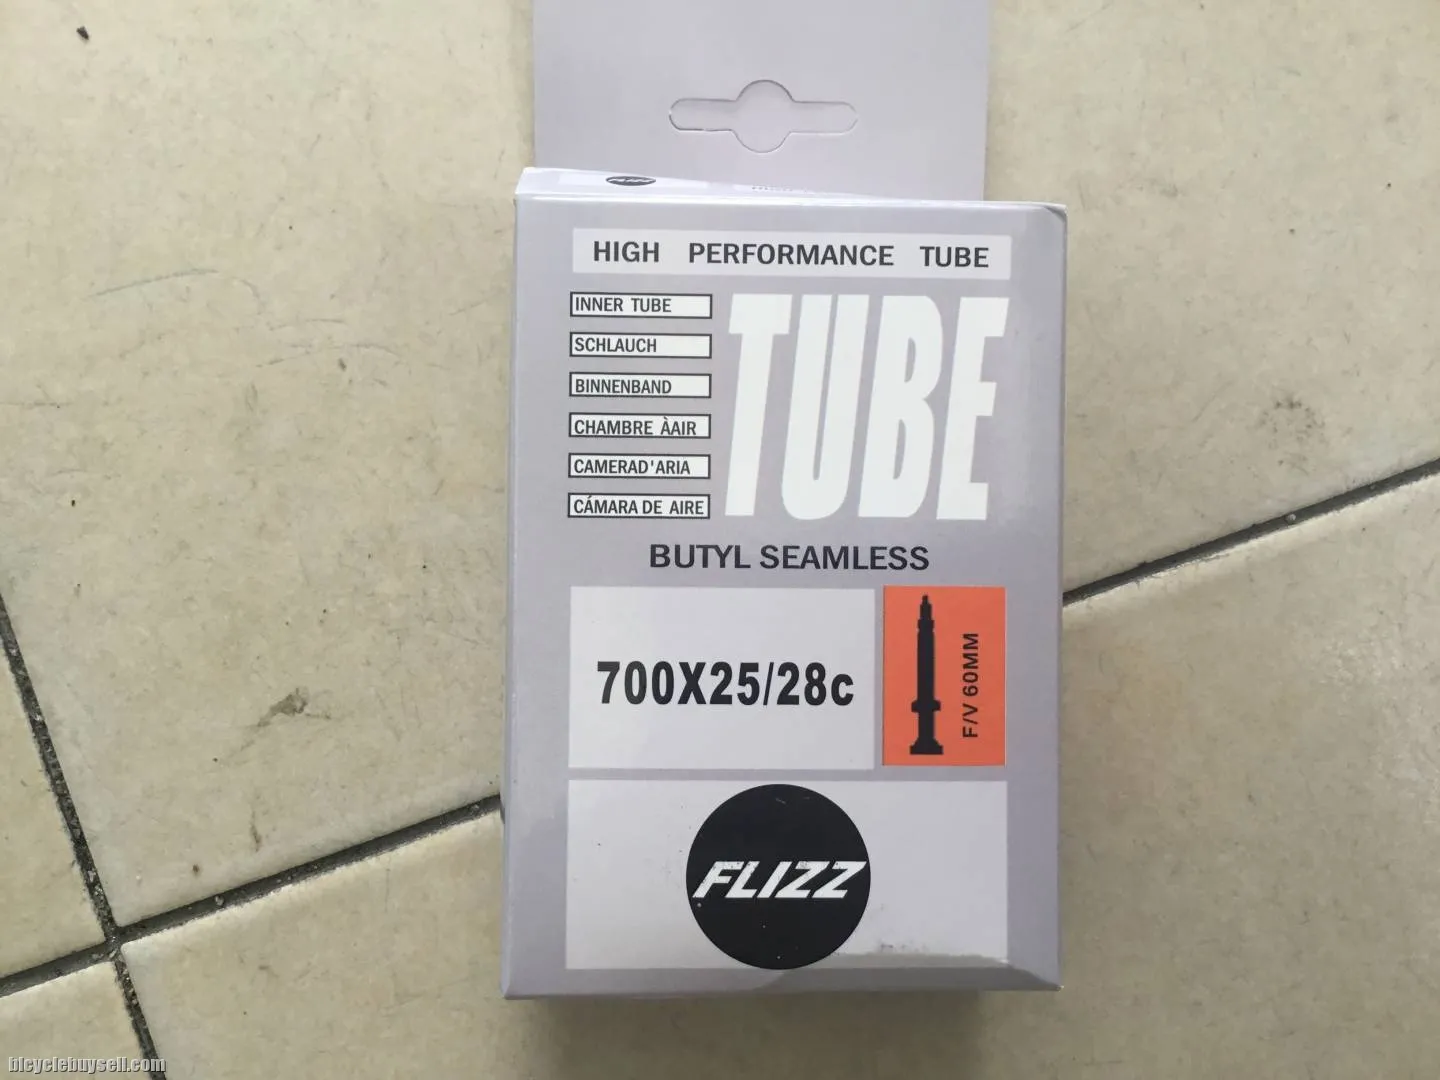 FLIZZ
HIGH PERFORMANCE TUBE
INNER TUBE
SCHLAUCH
BINNENBAND
CHAMBRE ÀAIR
CAMERAD'ARIA
CÁMARA DE AIRE
TUBE
BUTYL SEAMLESS
700X25/28c
F/V 60MM
FLIZZ
bicyclebuysell.com